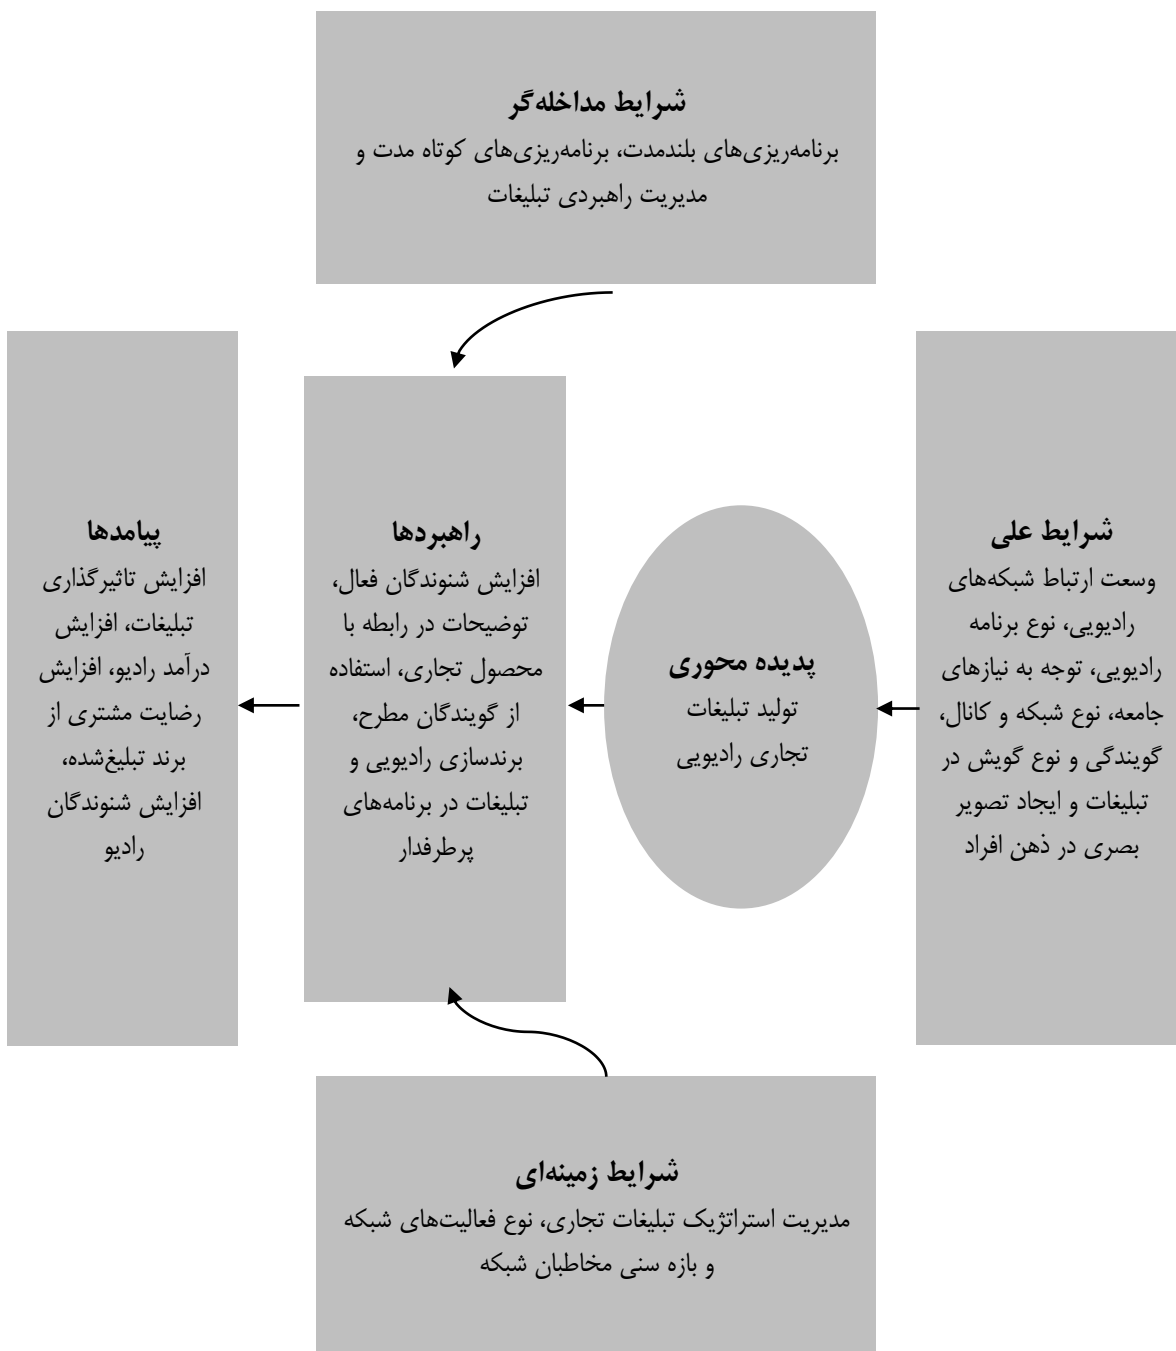 شرایط مداخله‌گر
برنامه‌ریزی‌های بلندمدت، برنامه‌ریزی‌های کوتاه مدت و
مدیریت راهبردی تبلیغات
شرایط علی
وسعت ارتباط شبکه‌های
رادیویی، نوع برنامه
رادیویی، توجه به نیازهای
جامعه، نوع شبکه و کانال،
گویندگی و نوع گویش در
تبلیغات و ایجاد تصویر
بصری در ذهن افراد
پدیده محوری
تولید تبلیغات
تجاری رادیویی
راهبردها
افزایش شنوندگان فعال،
توضیحات در رابطه با
محصول تجاری، استفاده
از گویندگان مطرح،
برندسازی رادیویی و
تبلیغات در برنامه‌های
پرطرفدار
پیامدها
افزایش تاثیرگذاری
تبلیغات، افزایش
درآمد رادیو، افزایش
رضایت مشتری از
برند تبلیغ‌شده،
افزایش شنوندگان
رادیو
شرایط زمینه‌ای
مدیریت استراتژیک تبلیغات تجاری، نوع فعالیت‌های شبکه
و بازه سنی مخاطبان شبکه